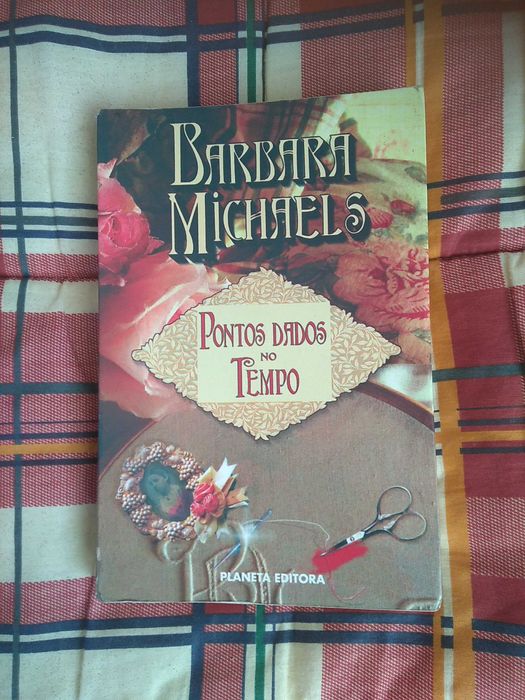 BARBARA
MICHAELS
PONTOS DADOS
NO
TEMPO
PLANETA EDITORA